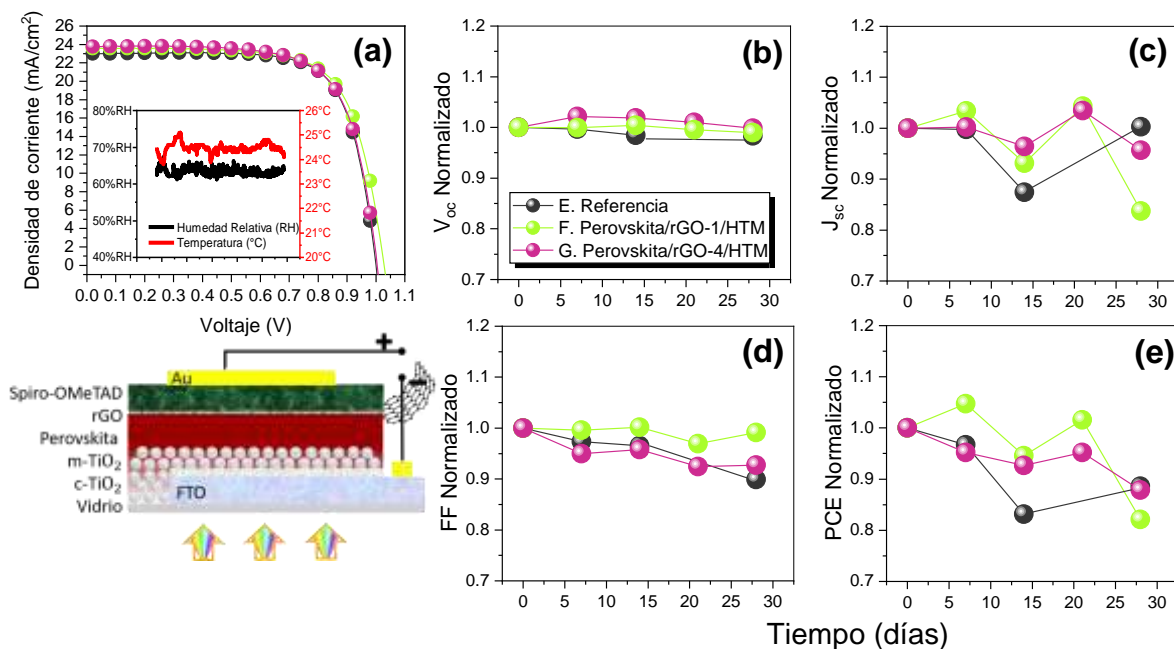 (a)
Densidad de corriente (mA/cm²)
26
24
22
20
18
16
14
12
10
8
6
4
2
0
80%RH
70%RH
60%RH
50%RH
40%RH
26°C
25°C
24°C
23°C
22°C
21°C
20°C
Humedad Relativa (RH)
Temperatura (°C)
0.0 0.1 0.2 0.3 0.4 0.5 0.6 0.7 0.8 0.9 1.0 1.1
Voltaje (V)
(b)
V_oc Normalizado
1.2
1.1
1.0
0.9
0.8
0.7
E. Referencia
F. Perovskita/rGO-1/HTM
G. Perovskita/rGO-4/HTM
0 5 10 15 20 25 30
(c)
J_sc Normalizado
1.2
1.1
1.0
0.9
0.8
0.7
0 5 10 15 20 25 30
+
−
Au
Spiro-OMeTAD
rGO
Perovskita
m-TiO₂
c-TiO₂
FTO
Vidrio
(d)
FF Normalizado
1.2
1.1
1.0
0.9
0.8
0.7
0 5 10 15 20 25 30
(e)
PCE Normalizado
1.2
1.1
1.0
0.9
0.8
0.7
0 5 10 15 20 25 30
Tiempo (días)